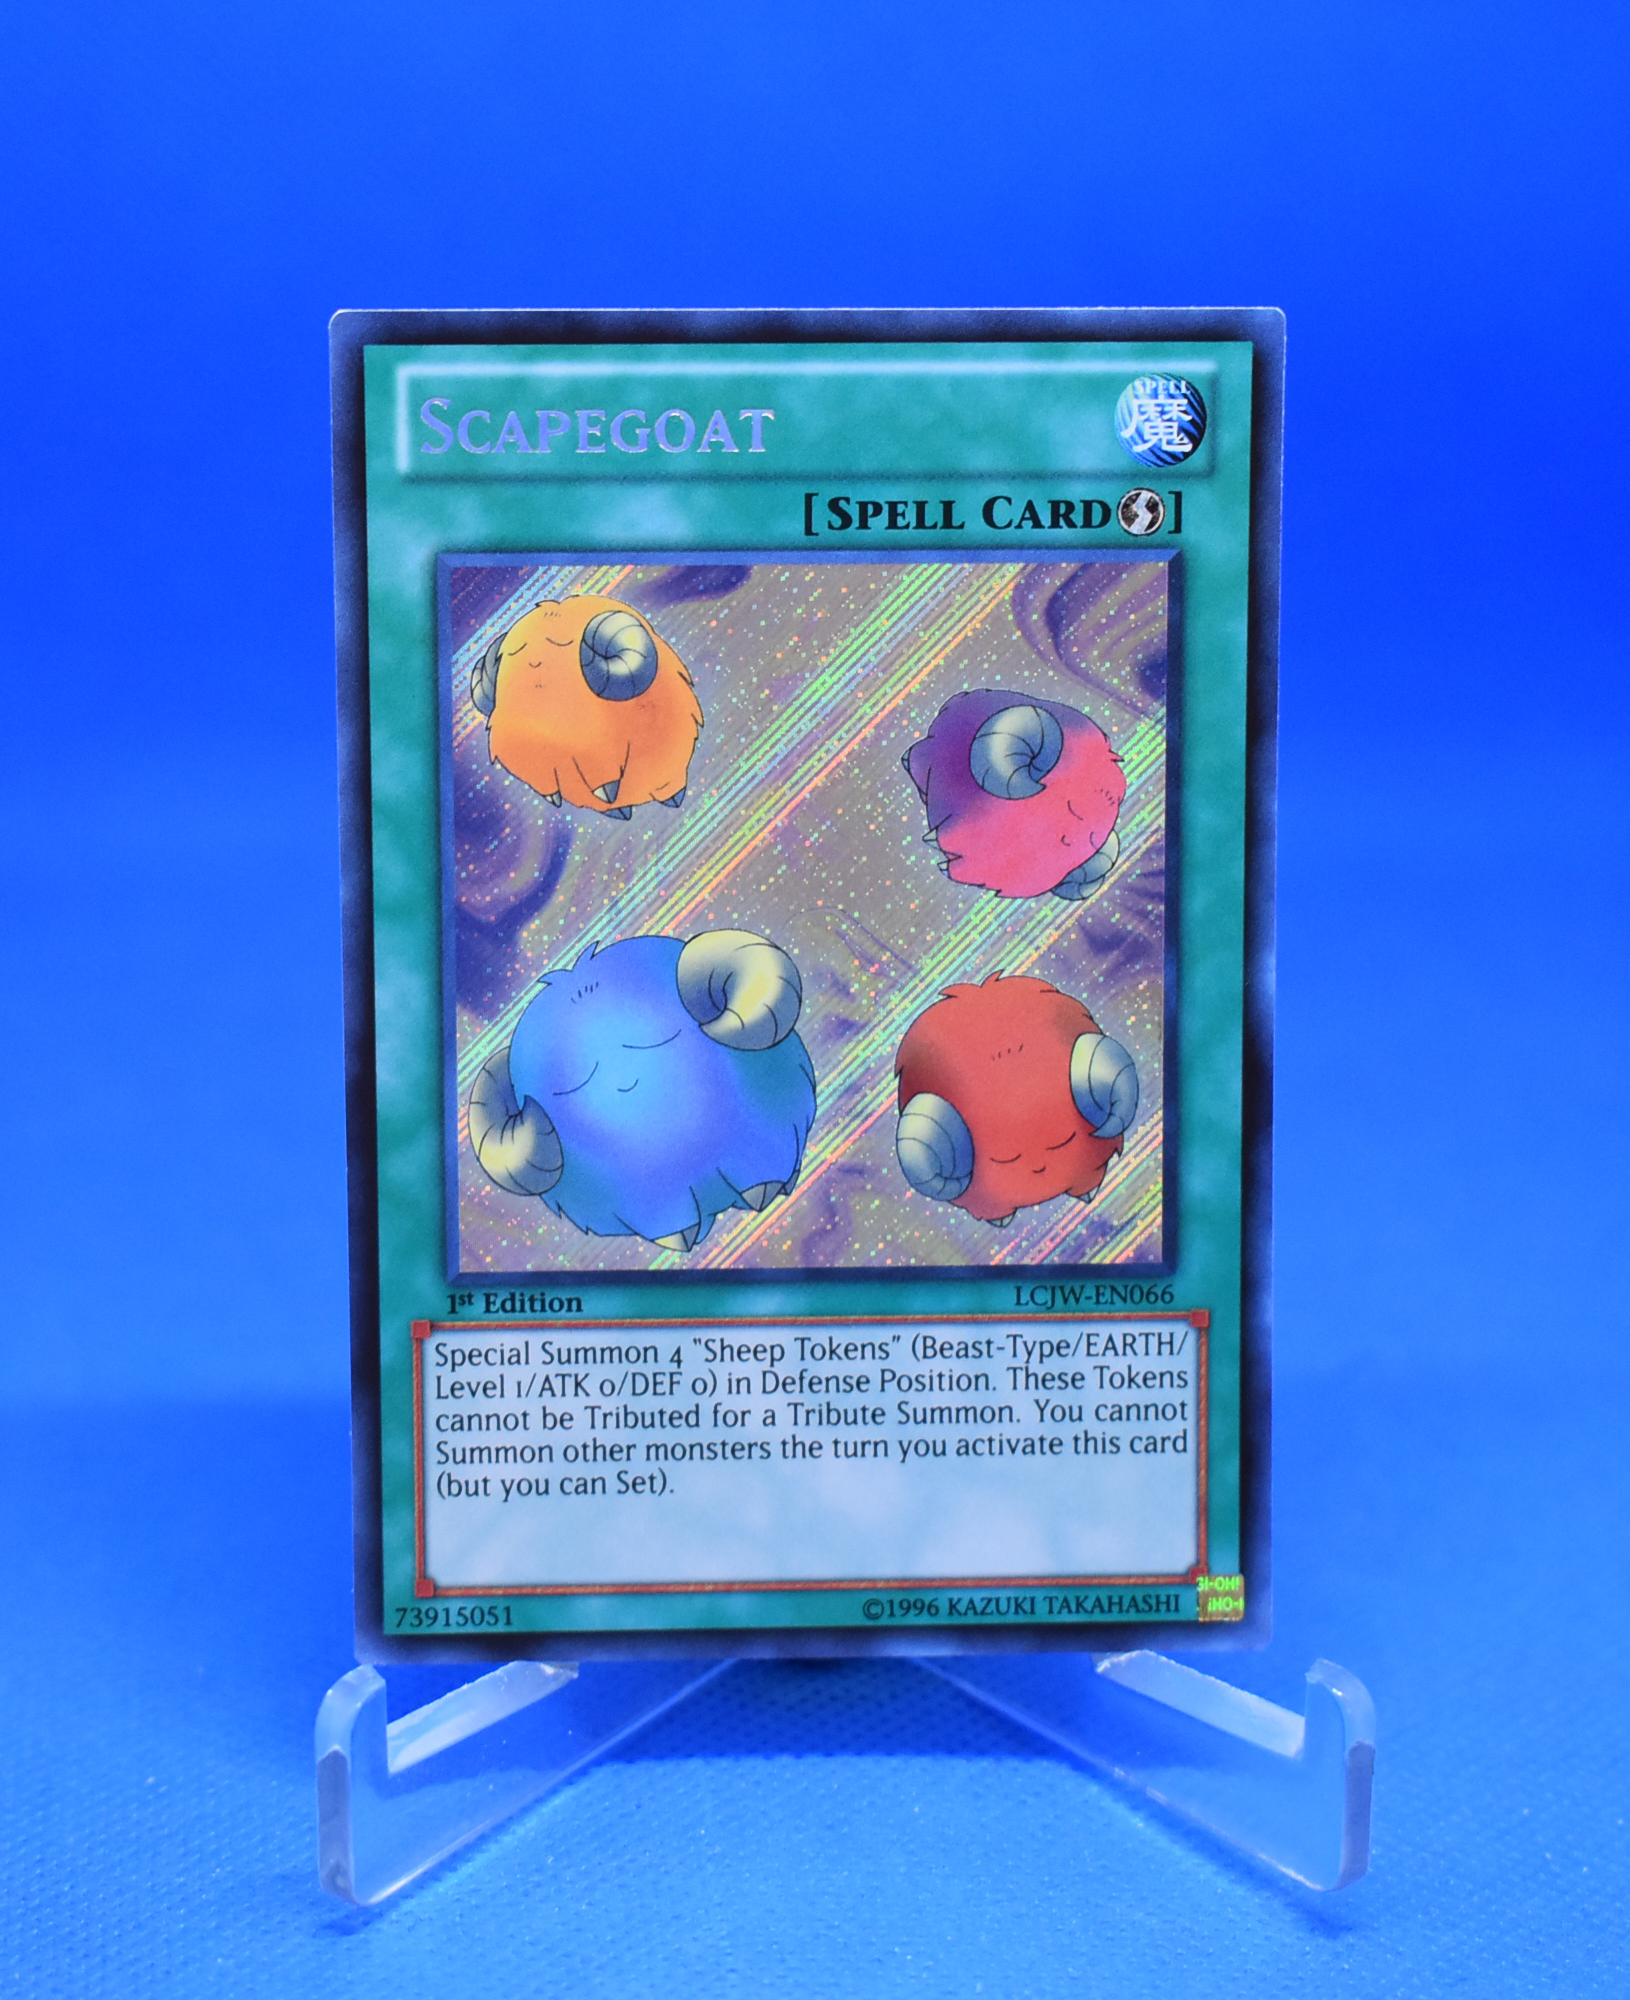 SCAPEGOAT
SPELL
魔
[SPELL CARD]
1st Edition
LCJW-EN066
Special Summon 4 "Sheep Tokens" (Beast-Type/EARTH/
Level 1/ATK 0/DEF 0) in Defense Position. These Tokens
cannot be Tributed for a Tribute Summon. You cannot
Summon other monsters the turn you activate this card
(but you can Set).
73915051
©1996 KAZUKI TAKAHASHI
GI-OH!